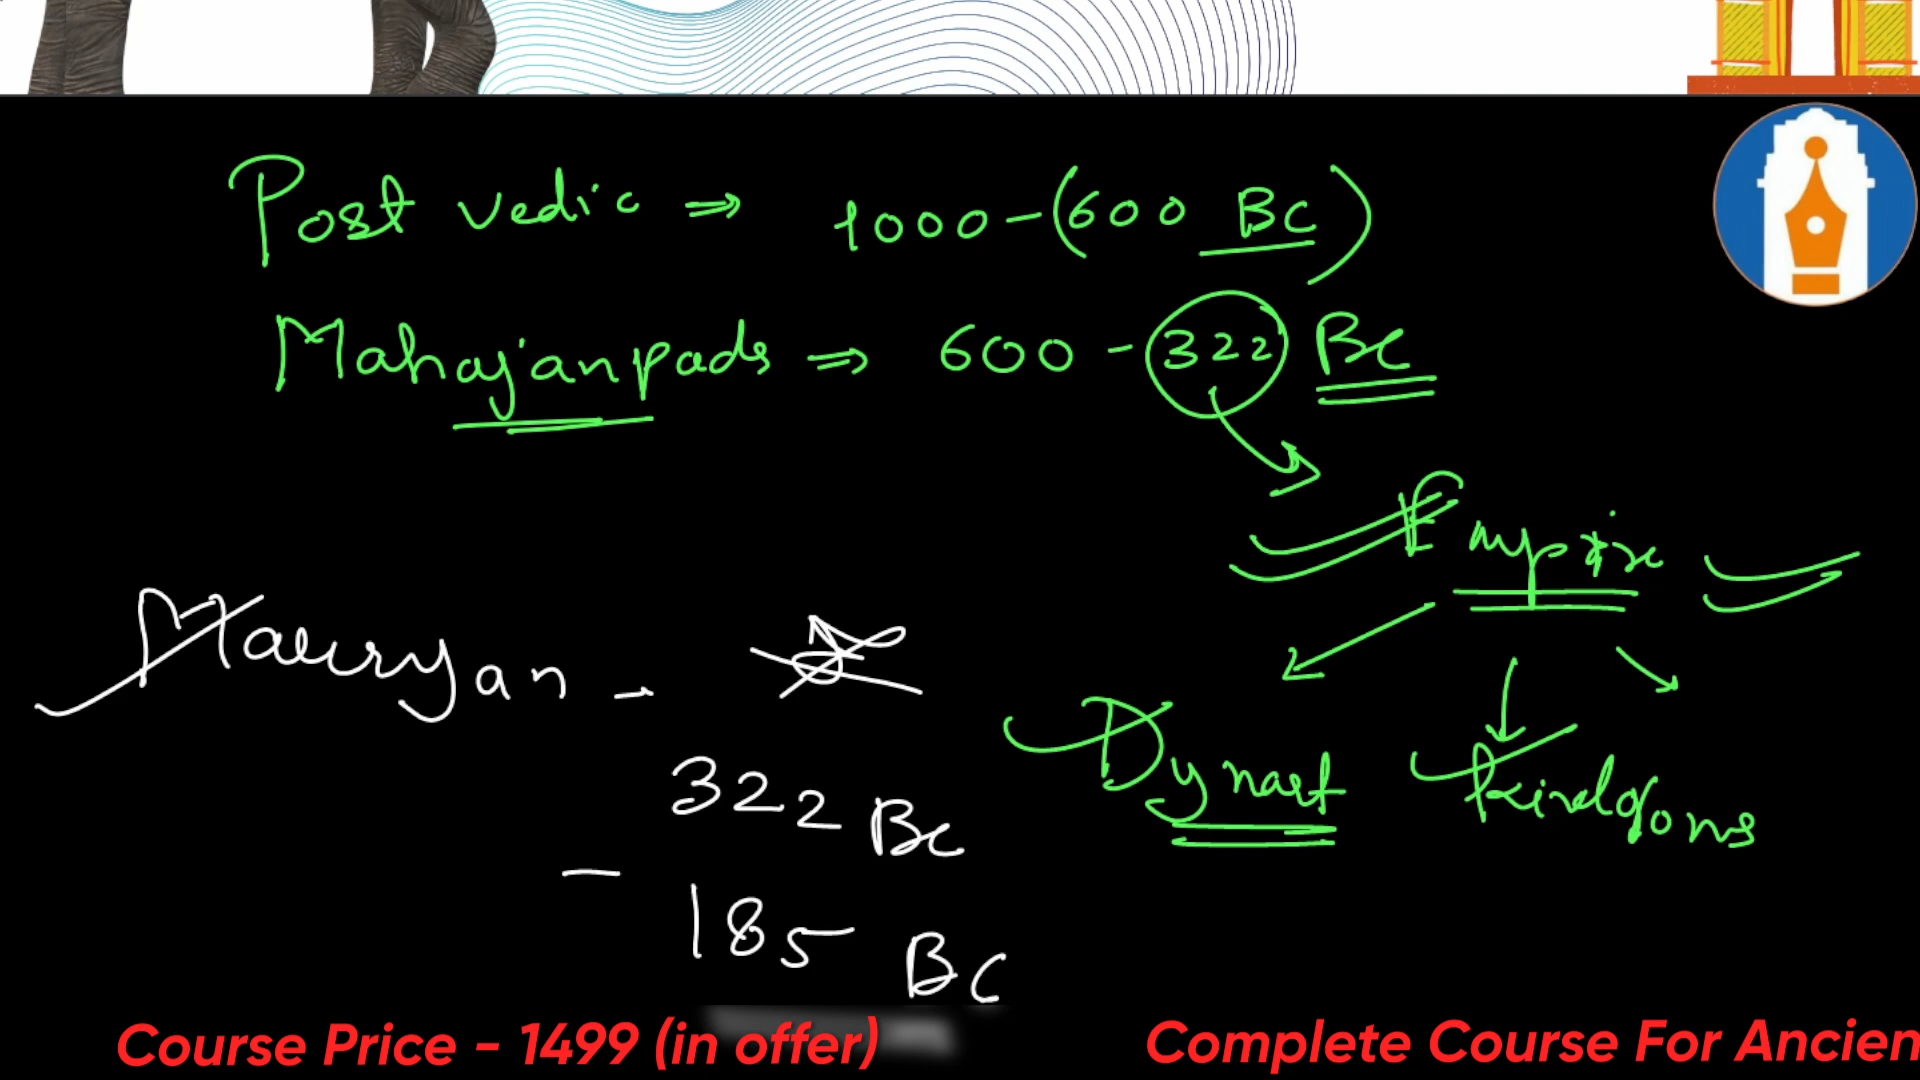 Post vedic ⇒ 1000-(600 BC)
Mahajanpads ⇒ 600-322 BC
Empire
Mauryan -
Dynast Kindgoms
322 BC
- 185 BC
Course Price - 1499 (in offer) Complete Course For Ancien